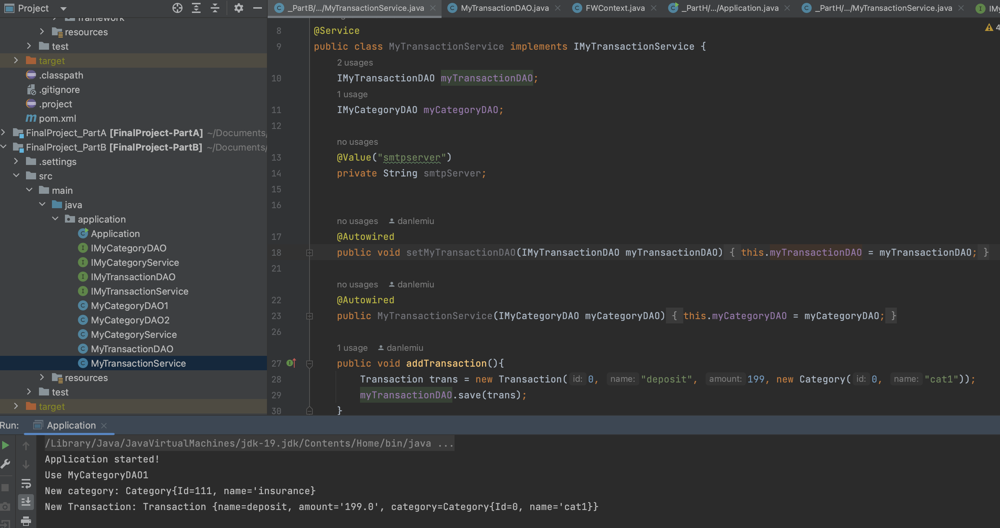 Project
framework
resources
test
target
.classpath
.gitignore
.project
pom.xml
FinalProject_PartA [FinalProject-PartA] ~/Documents/
FinalProject_PartB [FinalProject-PartB] ~/Documents/
.settings
src
main
java
application
Application
IMyCategoryDAO
IMyCategoryService
IMyTransactionDAO
IMyTransactionService
MyCategoryDAO1
MyCategoryDAO2
MyCategoryService
MyTransactionDAO
MyTransactionService
resources
test
target
_PartB/.../MyTransactionService.java
MyTransactionDAO.java
FWContext.java
_PartH/.../Application.java
_PartH/.../MyTransactionService.java
IMy
4
8 @Service
9 public class MyTransactionService implements IMyTransactionService {
2 usages
10 IMyTransactionDAO myTransactionDAO;
1 usage
11 IMyCategoryDAO myCategoryDAO;
12
no usages
13 @Value("smtpserver")
14 private String smtpServer;
15
16
no usages danlemiu
17 @Autowired
18 public void setMyTransactionDAO(IMyTransactionDAO myTransactionDAO) { this.myTransactionDAO = myTransactionDAO; }
21
no usages danlemiu
22 @Autowired
23 public MyTransactionService(IMyCategoryDAO myCategoryDAO) { this.myCategoryDAO = myCategoryDAO; }
26
1 usage danlemiu
27 public void addTransaction(){
28 Transaction trans = new Transaction( id: 0, name: "deposit", amount: 199, new Category( id: 0, name: "cat1"));
29 myTransactionDAO.save(trans);
30 }
Run: Application
/Library/Java/JavaVirtualMachines/jdk-19.jdk/Contents/Home/bin/java ...
Application started!
Use MyCategoryDAO1
New category: Category{Id=111, name='insurance}
New Transaction: Transaction {name=deposit, amount='199.0', category=Category{Id=0, name='cat1}}